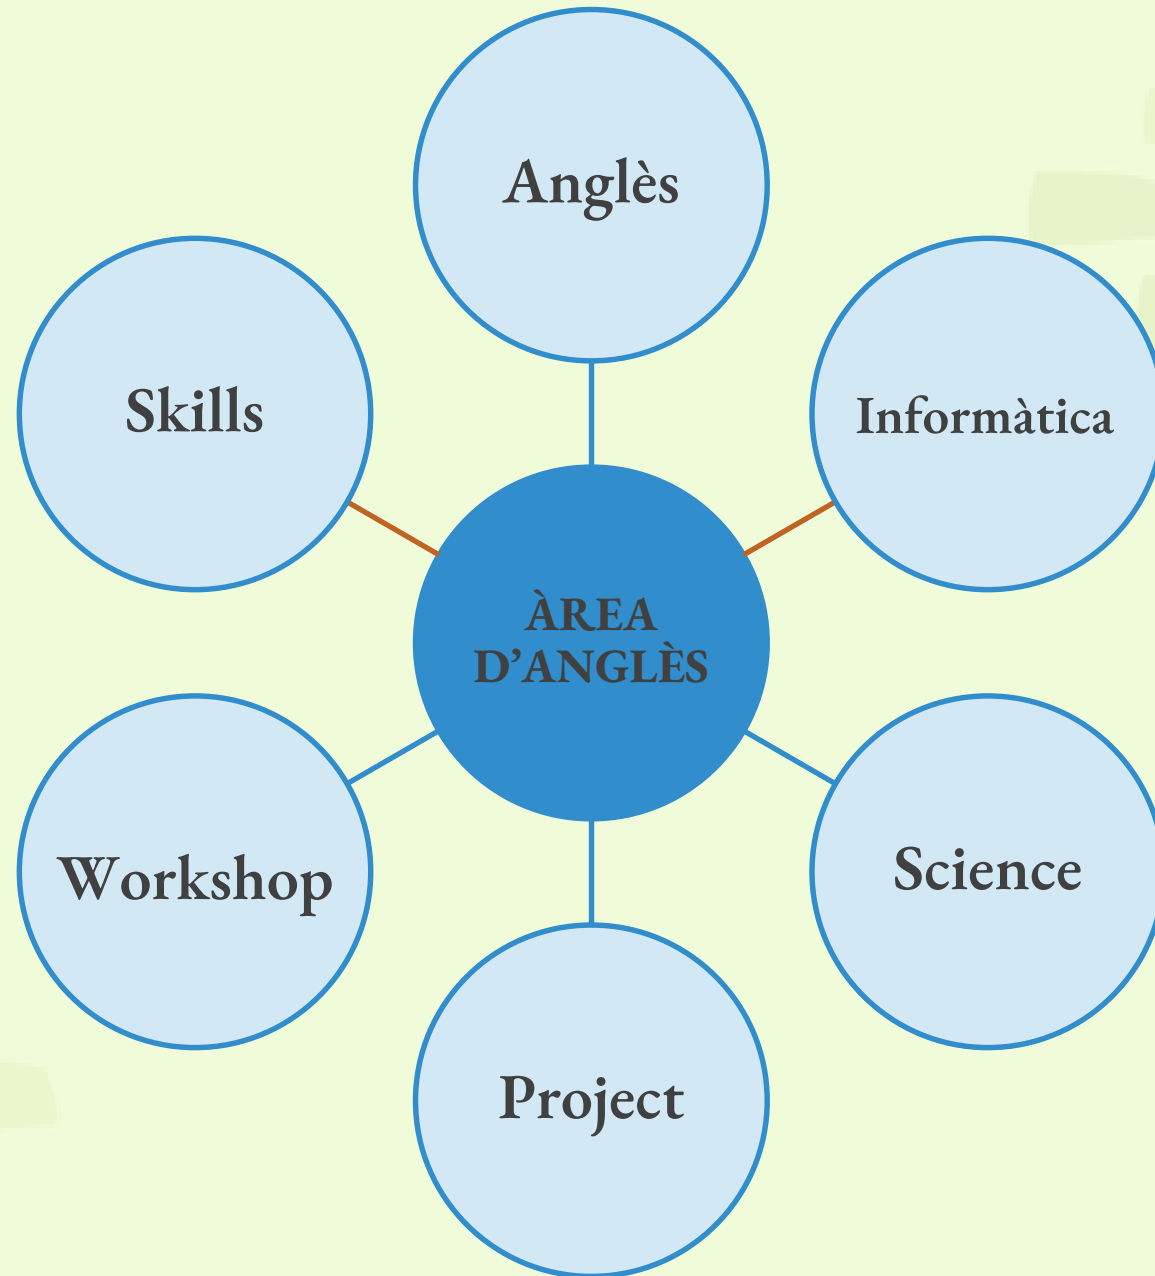 Anglès
Skills
Informàtica
ÀREA
D’ANGLÈS
Workshop
Science
Project